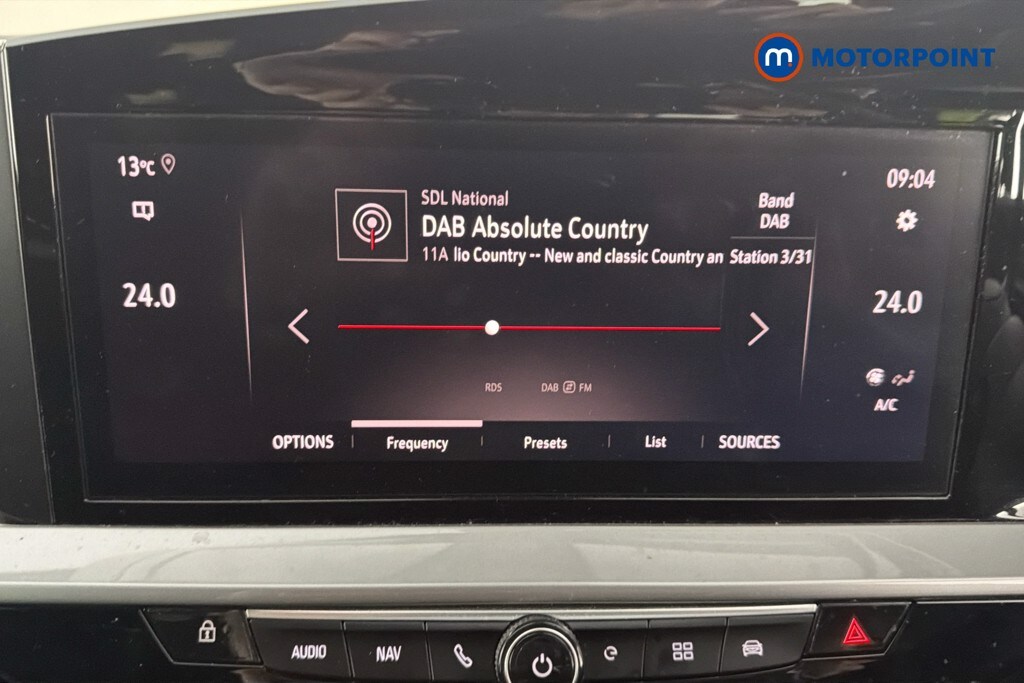 m.
MOTORPOINT
13°C
09:04
SDL National
DAB Absolute Country
11A lio Country -- New and classic Country an
Band
DAB
Station 3/31
24.0
24.0
RDS
DAB FM
A/C
OPTIONS
Frequency
Presets
List
SOURCES
AUDIO
NAV